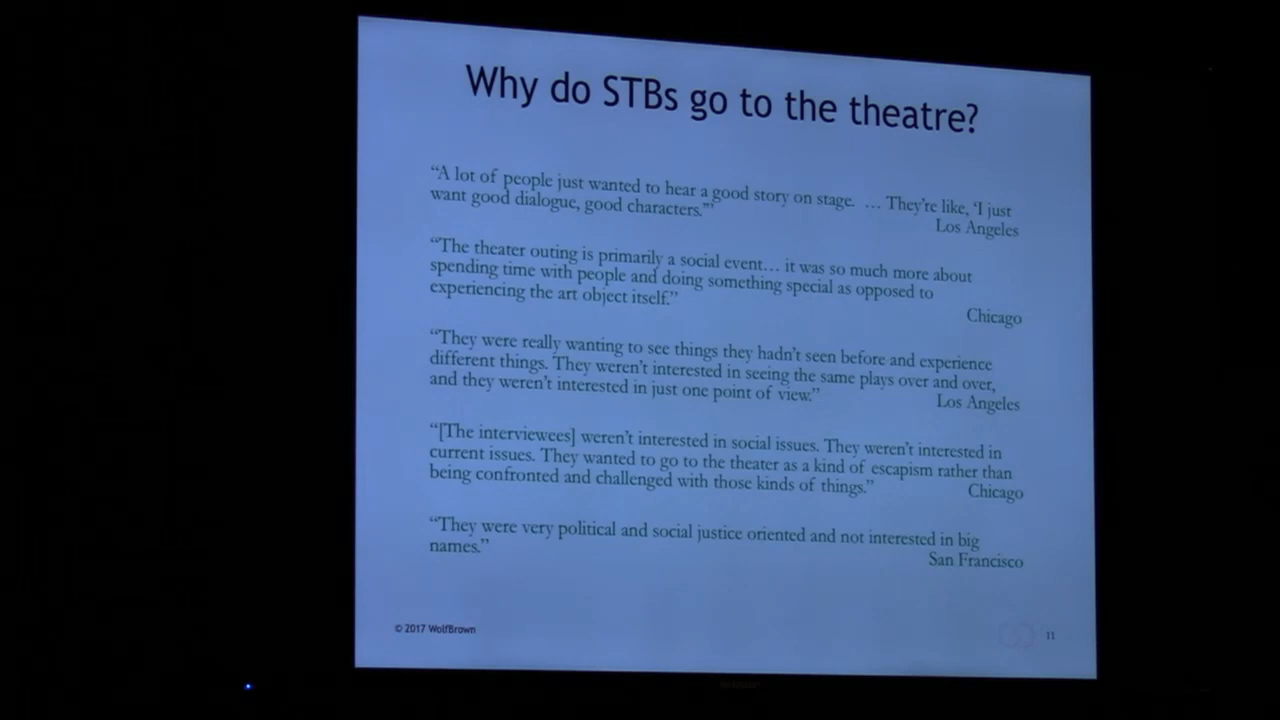 Why do STBs go to the theatre?
“A lot of people just wanted to hear a good story on stage. … They’re like, ‘I just
want good dialogue, good characters.’”
Los Angeles
“The theater outing is primarily a social event… it was so much more about
spending time with people and doing something special as opposed to
experiencing the art object itself.”
Chicago
“They were really wanting to see things they hadn’t seen before and experience
different things. They weren’t interested in seeing the same plays over and over,
and they weren’t interested in just one point of view.”
Los Angeles
“[The interviewees] weren’t interested in social issues. They weren’t interested in
current issues. They wanted to go to the theater as a kind of escapism rather than
being confronted and challenged with those kinds of things.”
Chicago
“They were very political and social justice oriented and not interested in big
names.”
San Francisco
© 2017 WolfBrown
11